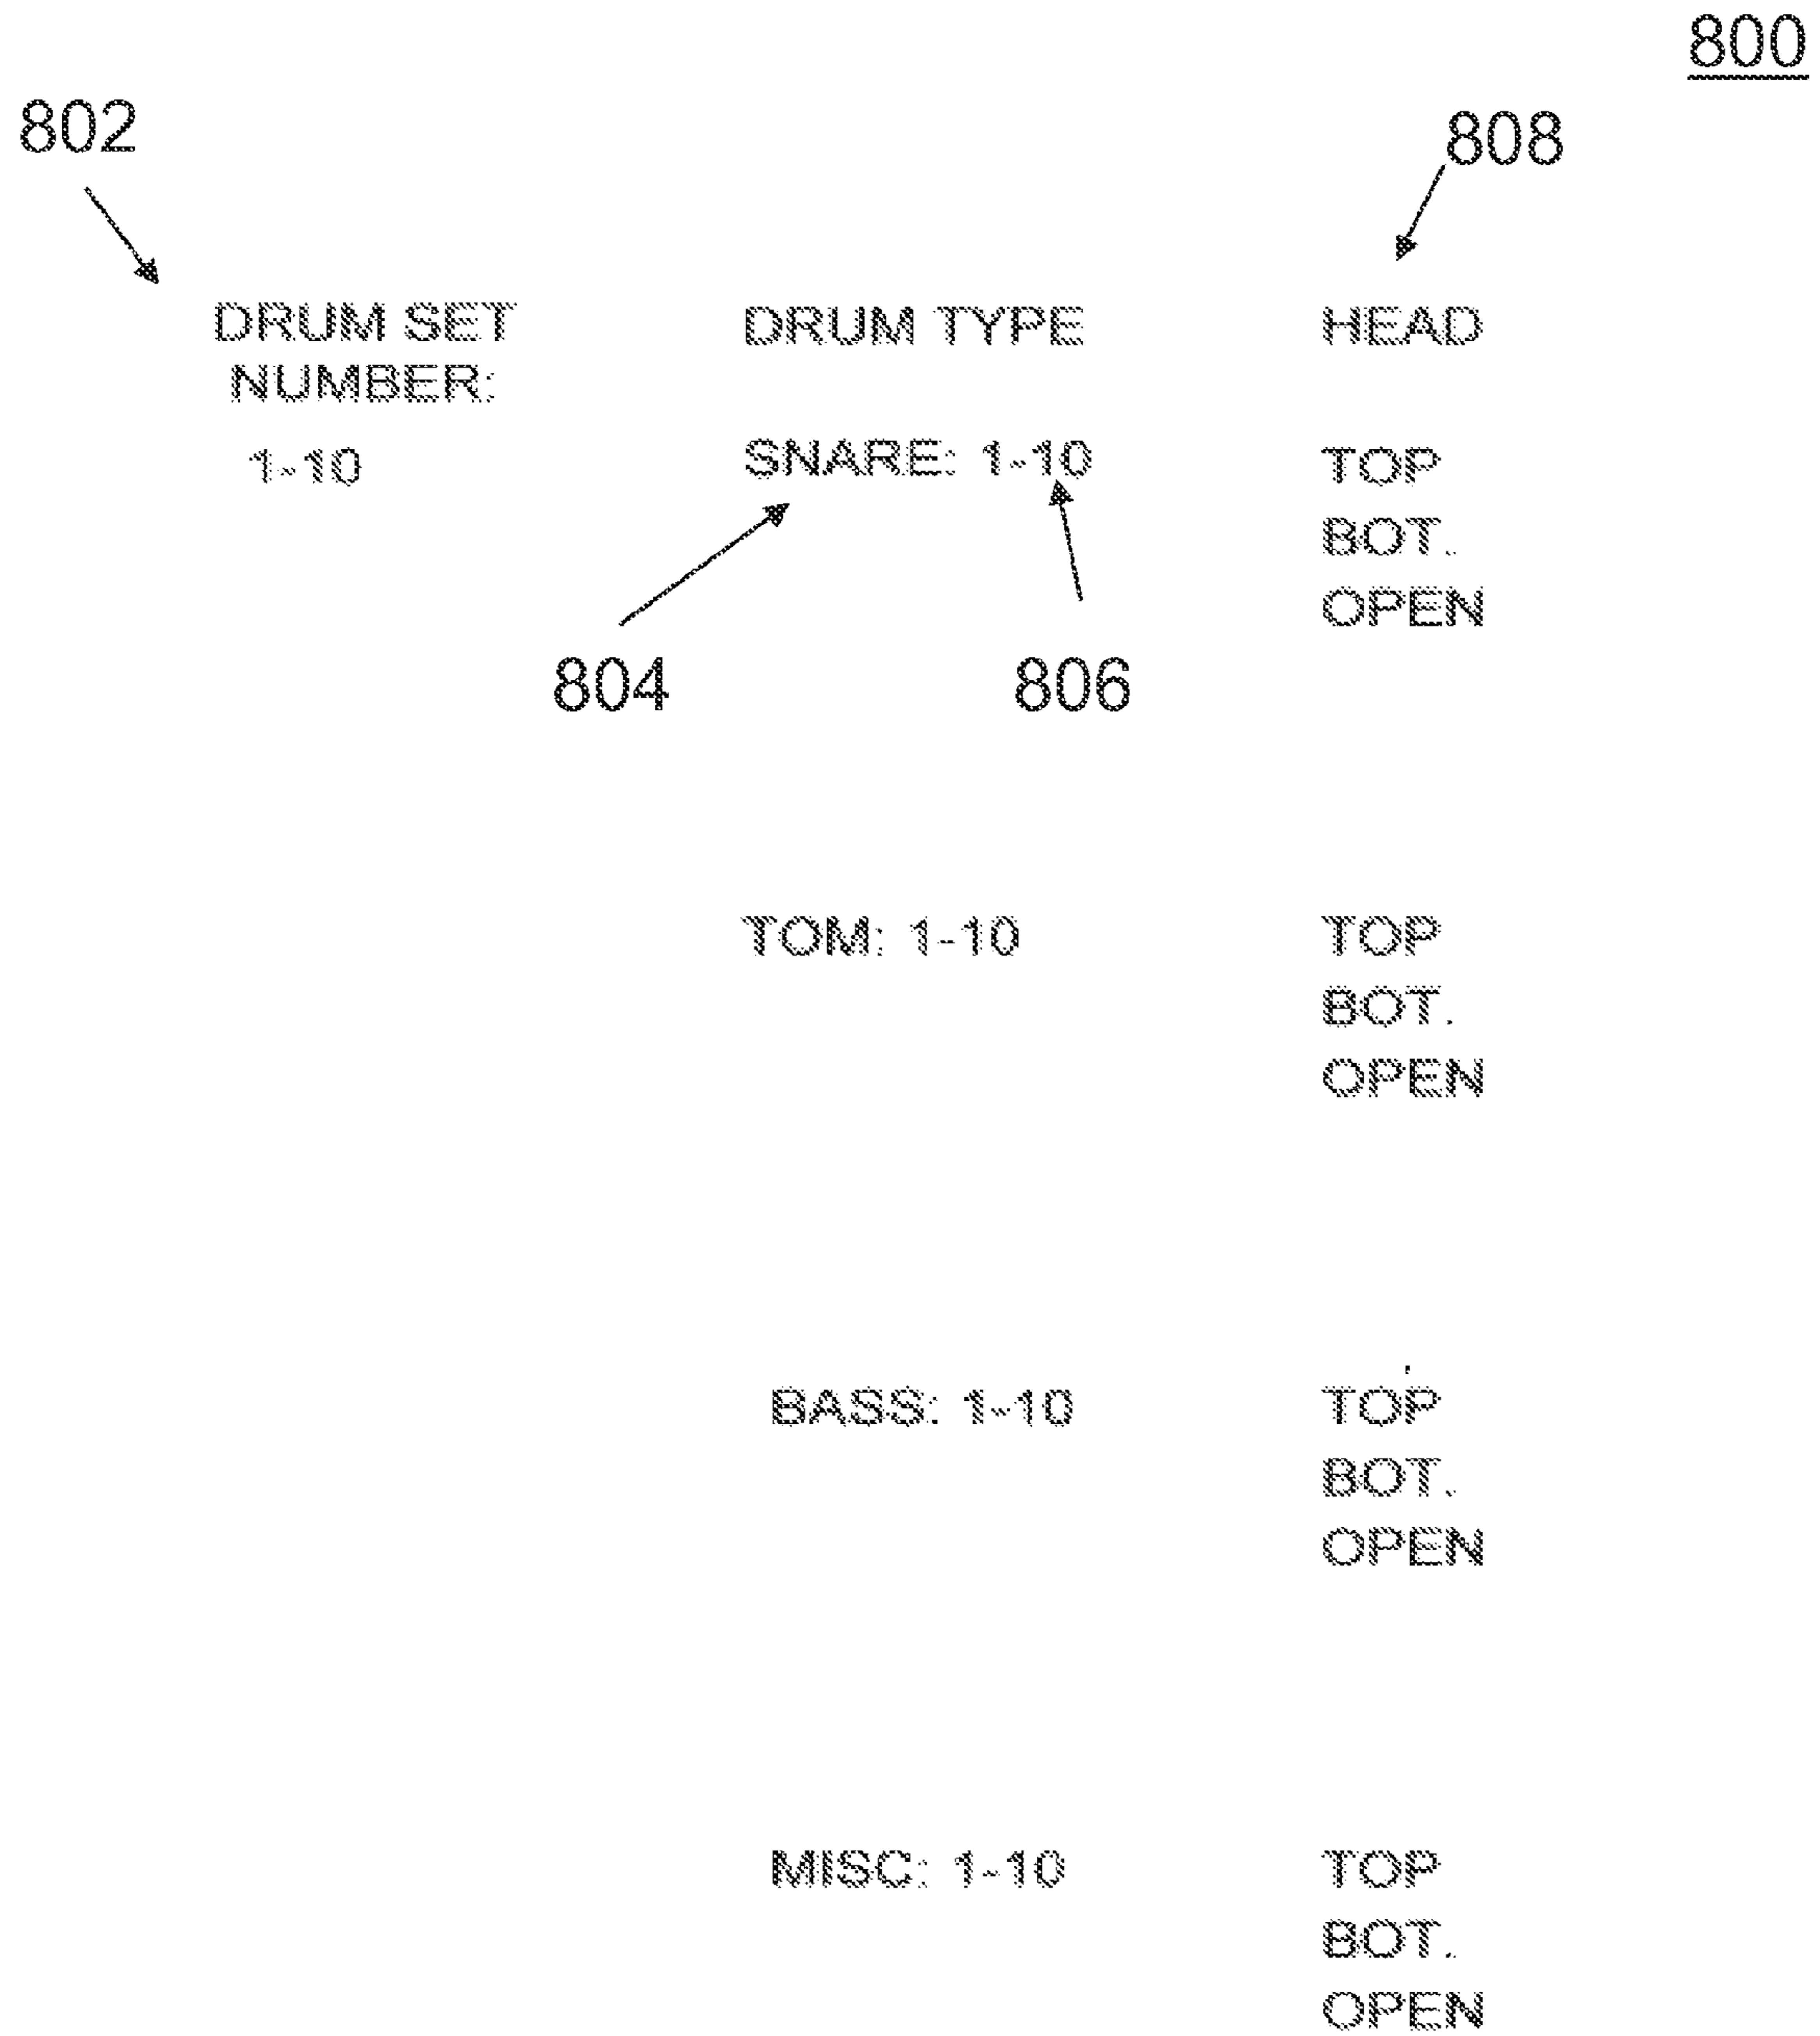 800
802
808
DRUM SET DRUM TYPE HEAD
NUMBER:
1-10 SNARE: 1-10 TOP
BOT.
OPEN
804 806
TOM: 1-10 TOP
BOT.
OPEN
BASS: 1-10 TOP
BOT.
OPEN
MISC: 1-10 TOP
BOT.
OPEN